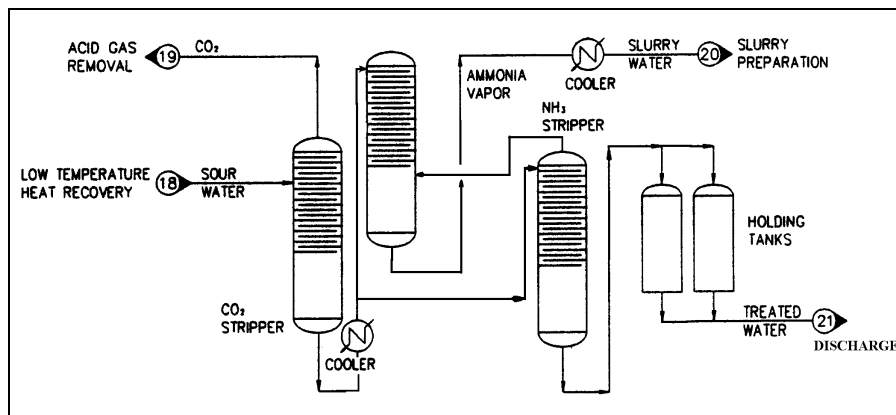 ACID GAS
REMOVAL
19
CO₂
AMMONIA
VAPOR
COOLER
SLURRY
WATER
20
SLURRY
PREPARATION
NH₃
STRIPPER
LOW TEMPERATURE
HEAT RECOVERY
18
SOUR
WATER
HOLDING
TANKS
CO₂
STRIPPER
COOLER
TREATED
WATER
21
DISCHARGE